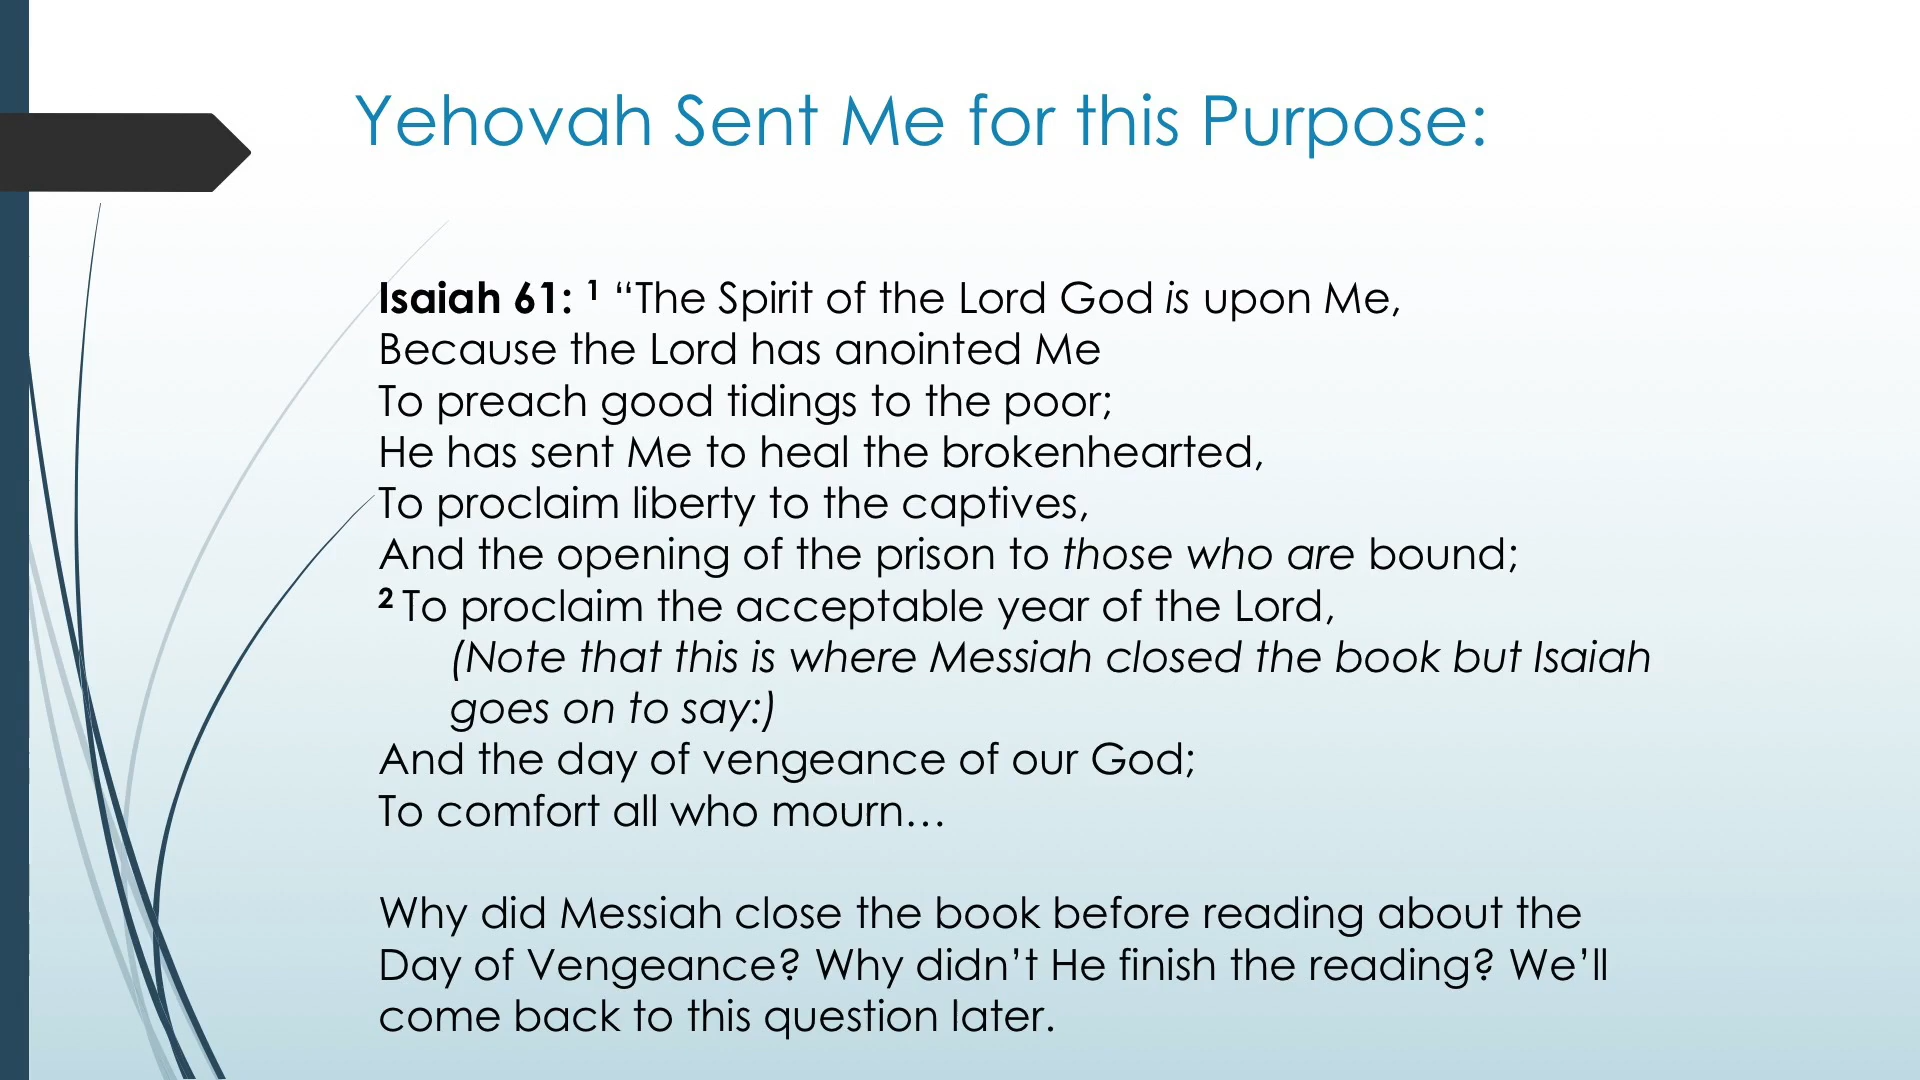 Yehovah Sent Me for this Purpose:
Isaiah 61: 1 “The Spirit of the Lord God is upon Me,
Because the Lord has anointed Me
To preach good tidings to the poor;
He has sent Me to heal the brokenhearted,
To proclaim liberty to the captives,
And the opening of the prison to those who are bound;
2 To proclaim the acceptable year of the Lord,
(Note that this is where Messiah closed the book but Isaiah
goes on to say:)
And the day of vengeance of our God;
To comfort all who mourn…
Why did Messiah close the book before reading about the
Day of Vengeance? Why didn’t He finish the reading? We’ll
come back to this question later.